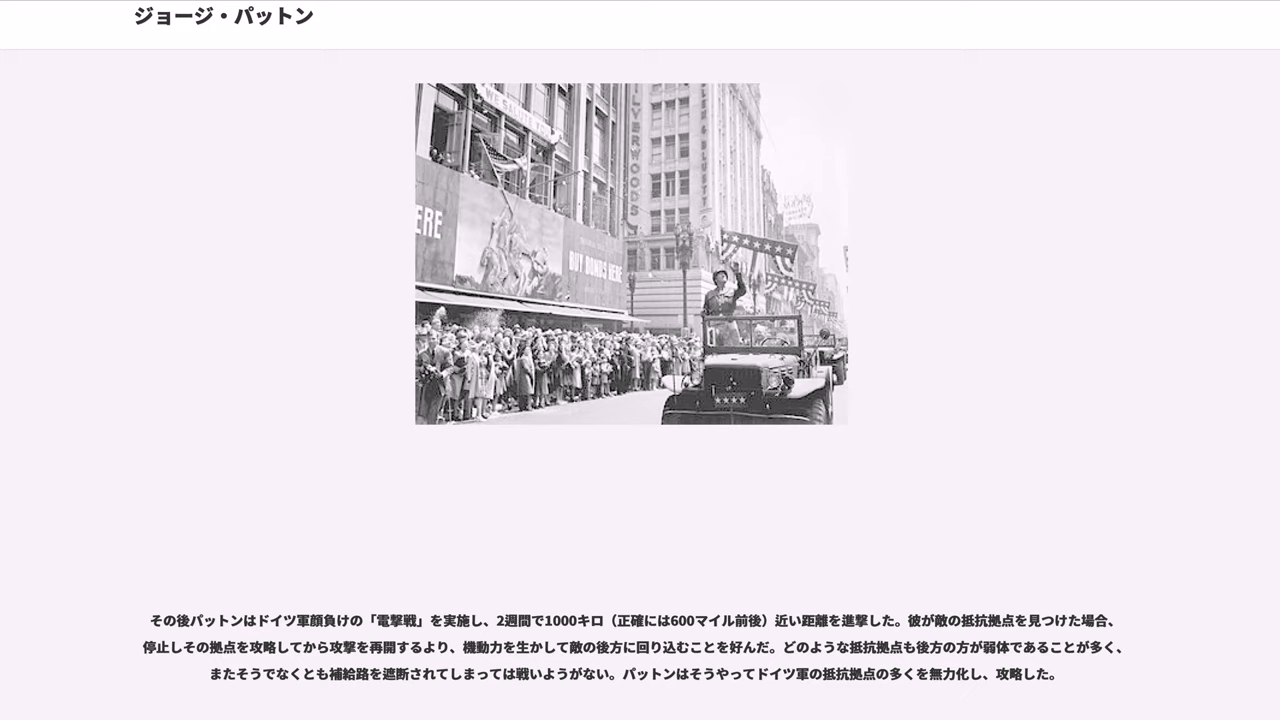 ジョージ・パットン
WE SALUTE YOU
LYERWOODS
ERE
BUY BONDS HERE
その後パットンはドイツ軍顔負けの「電撃戦」を実施し、2週間で1000キロ（正確には600マイル前後）近い距離を進撃した。彼が敵の抵抗拠点を見つけた場合、
停止しその拠点を攻略してから攻撃を再開するより、機動力を生かして敵の後方に回り込むことを好んだ。どのような抵抗拠点も後方の方が弱体であることが多く、
またそうでなくとも補給路を遮断されてしまっては戦いようがない。パットンはそうやってドイツ軍の抵抗拠点の多くを無力化し、攻略した。